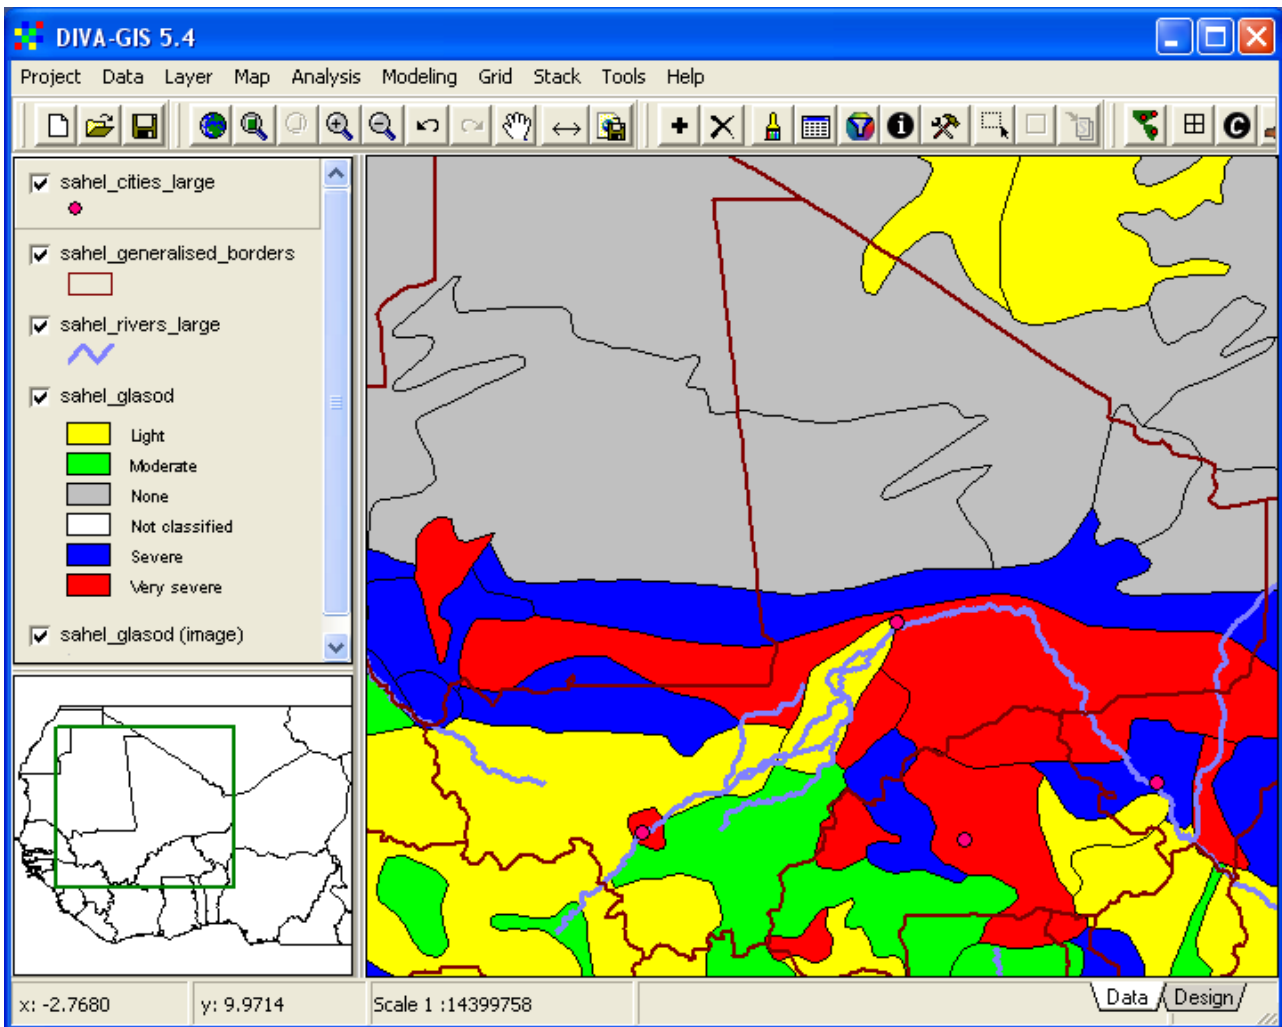 DIVA-GIS 5.4
Project Data Layer Map Analysis Modeling Grid Stack Tools Help
sahel_cities_large
sahel_generalised_borders
sahel_rivers_large
sahel_glasod
Light
Moderate
None
Not classified
Severe
Very severe
sahel_glasod (image)
x: -2.7680 y: 9.9714 Scale 1 :14399758 Data Design